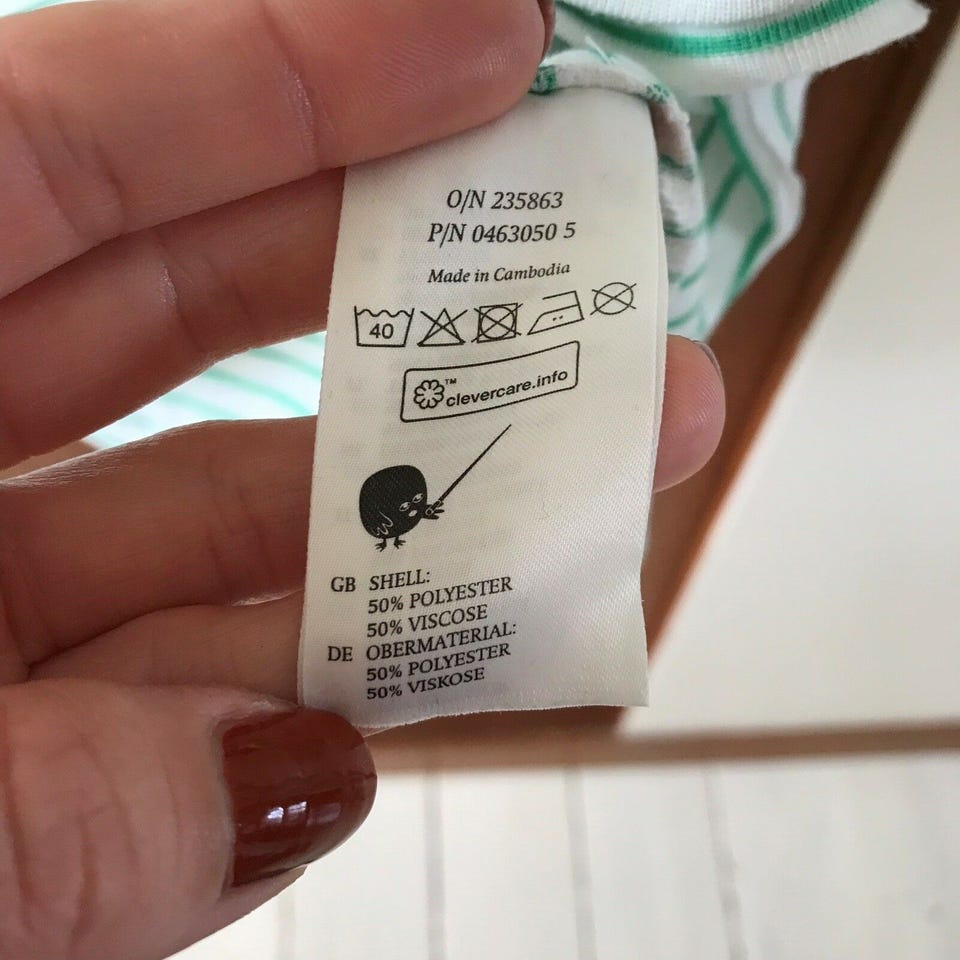 O/N 235863
P/N 0463050 5
Made in Cambodia
40
™
clevercare.info
GB SHELL:
50% POLYESTER
50% VISCOSE
DE OBERMATERIAL:
50% POLYESTER
50% VISKOSE